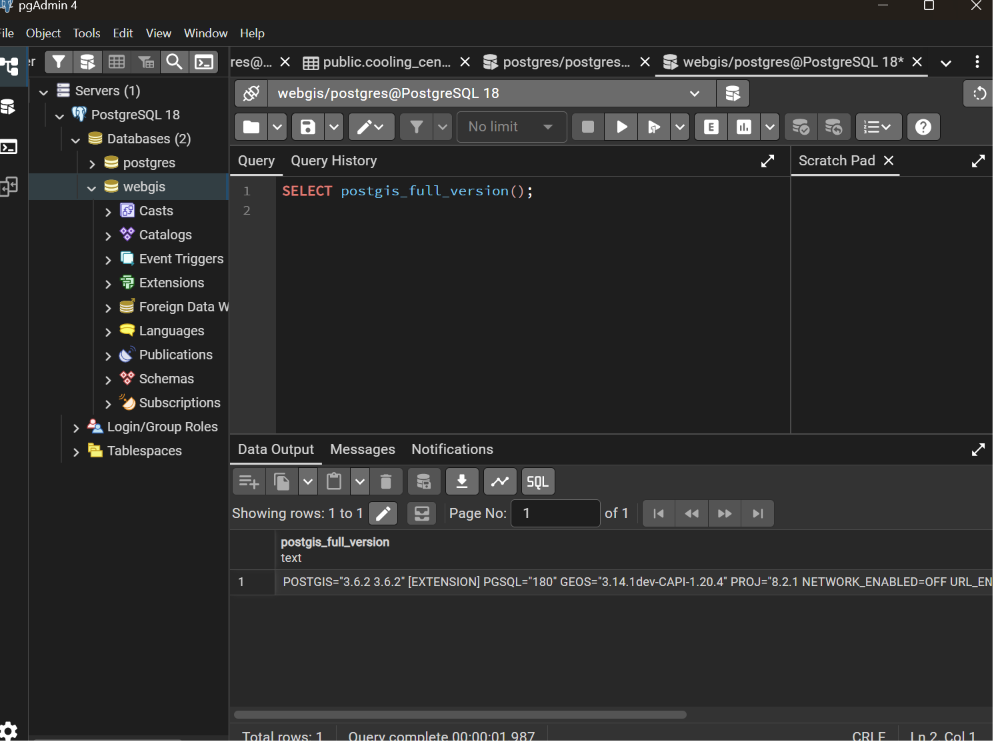 pgAdmin 4
File Object Tools Edit View Window Help
res@...
public.cooling_cen...
postgres/postgres...
webgis/postgres@PostgreSQL 18*
Servers (1)
PostgreSQL 18
Databases (2)
postgres
webgis
Casts
Catalogs
Event Triggers
Extensions
Foreign Data W
Languages
Publications
Schemas
Subscriptions
Login/Group Roles
Tablespaces
webgis/postgres@PostgreSQL 18
No limit
E
Query Query History
Scratch Pad
1 SELECT postgis_full_version();
2
Data Output Messages Notifications
SQL
Showing rows: 1 to 1
Page No: 1 of 1
postgis_full_version
text
1 POSTGIS="3.6.2 3.6.2" [EXTENSION] PGSQL="180" GEOS="3.14.1dev-CAPI-1.20.4" PROJ="8.2.1 NETWORK_ENABLED=OFF URL_EN
Total rows: 1 Query complete 00:00:01.987 CRLF Ln 2, Col 1